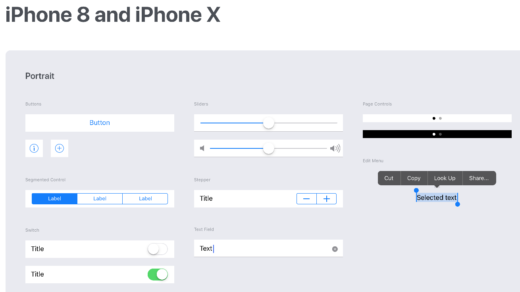 iPhone 8 and iPhone X
Portrait
Buttons
Button
Segmented Control
Label Label Label
Switch
Title
Title
Sliders
Stepper
Title
Text Field
Text
Page Controls
Edit Menu
Cut Copy Look Up Share...
Selected text